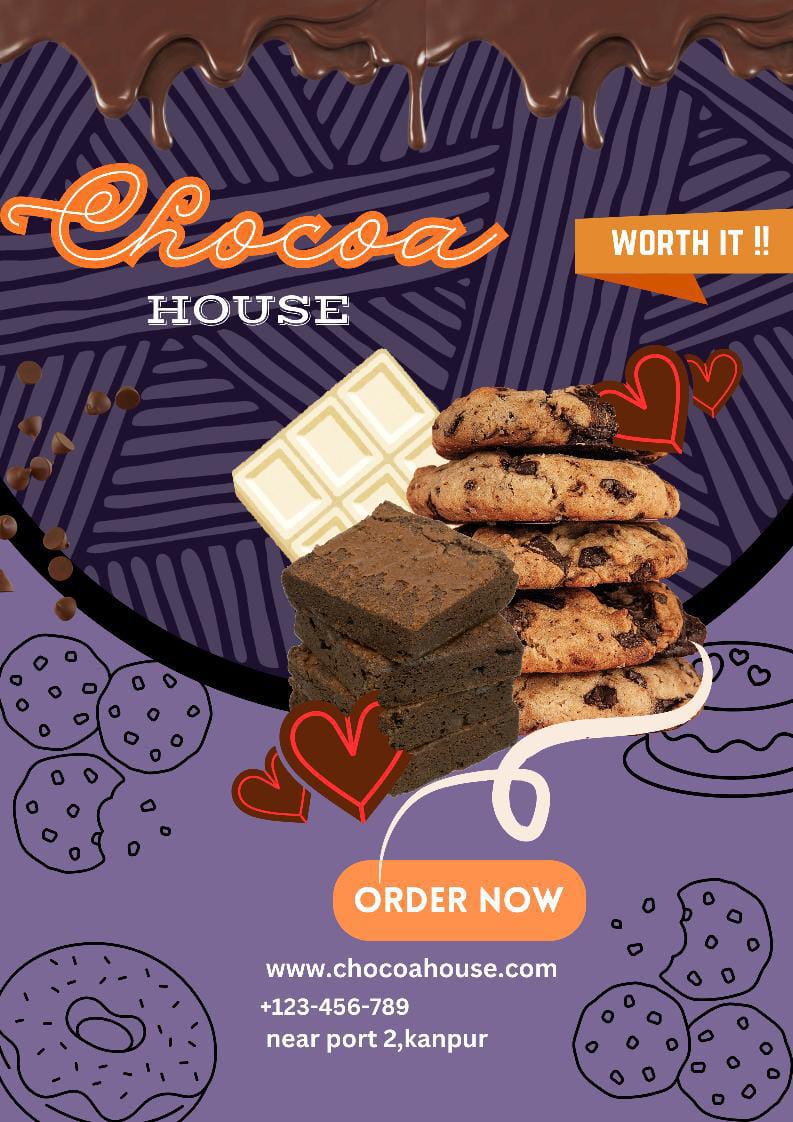 Chocoa
HOUSE
WORTH IT !!
ORDER NOW
www.chocoahouse.com
+123-456-789
near port 2,kanpur